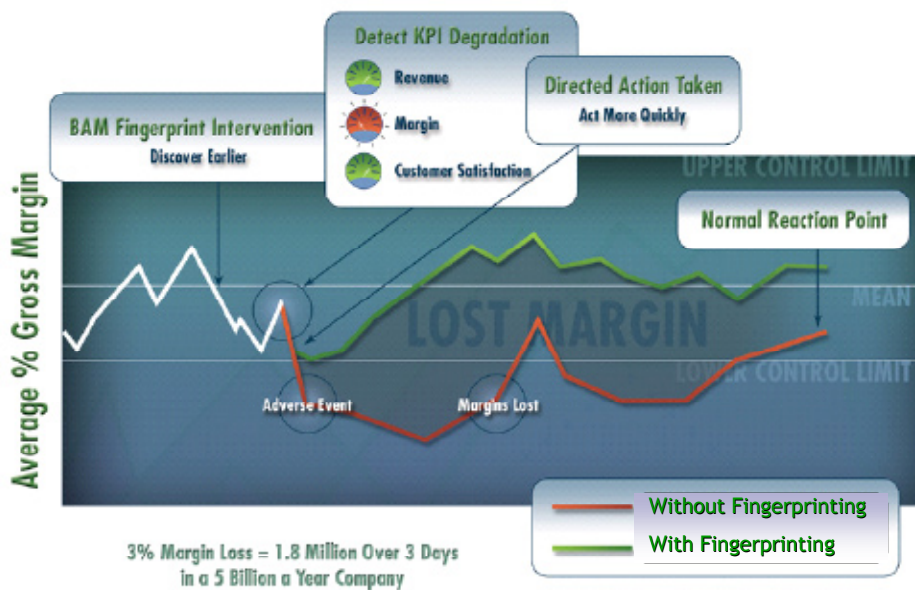 Detect KPI Degradation
Revenue
Margin
Customer Satisfaction
Directed Action Taken
Act More Quickly
BAM Fingerprint Intervention
Discover Earlier
UPPER CONTROL LIMIT
Normal Reaction Point
MEAN
LOST MARGIN
LOWER CONTROL LIMIT
Adverse Event
Margins Lost
Average % Gross Margin
Without Fingerprinting
With Fingerprinting
3% Margin Loss = 1.8 Million Over 3 Days
in a 5 Billion a Year Company